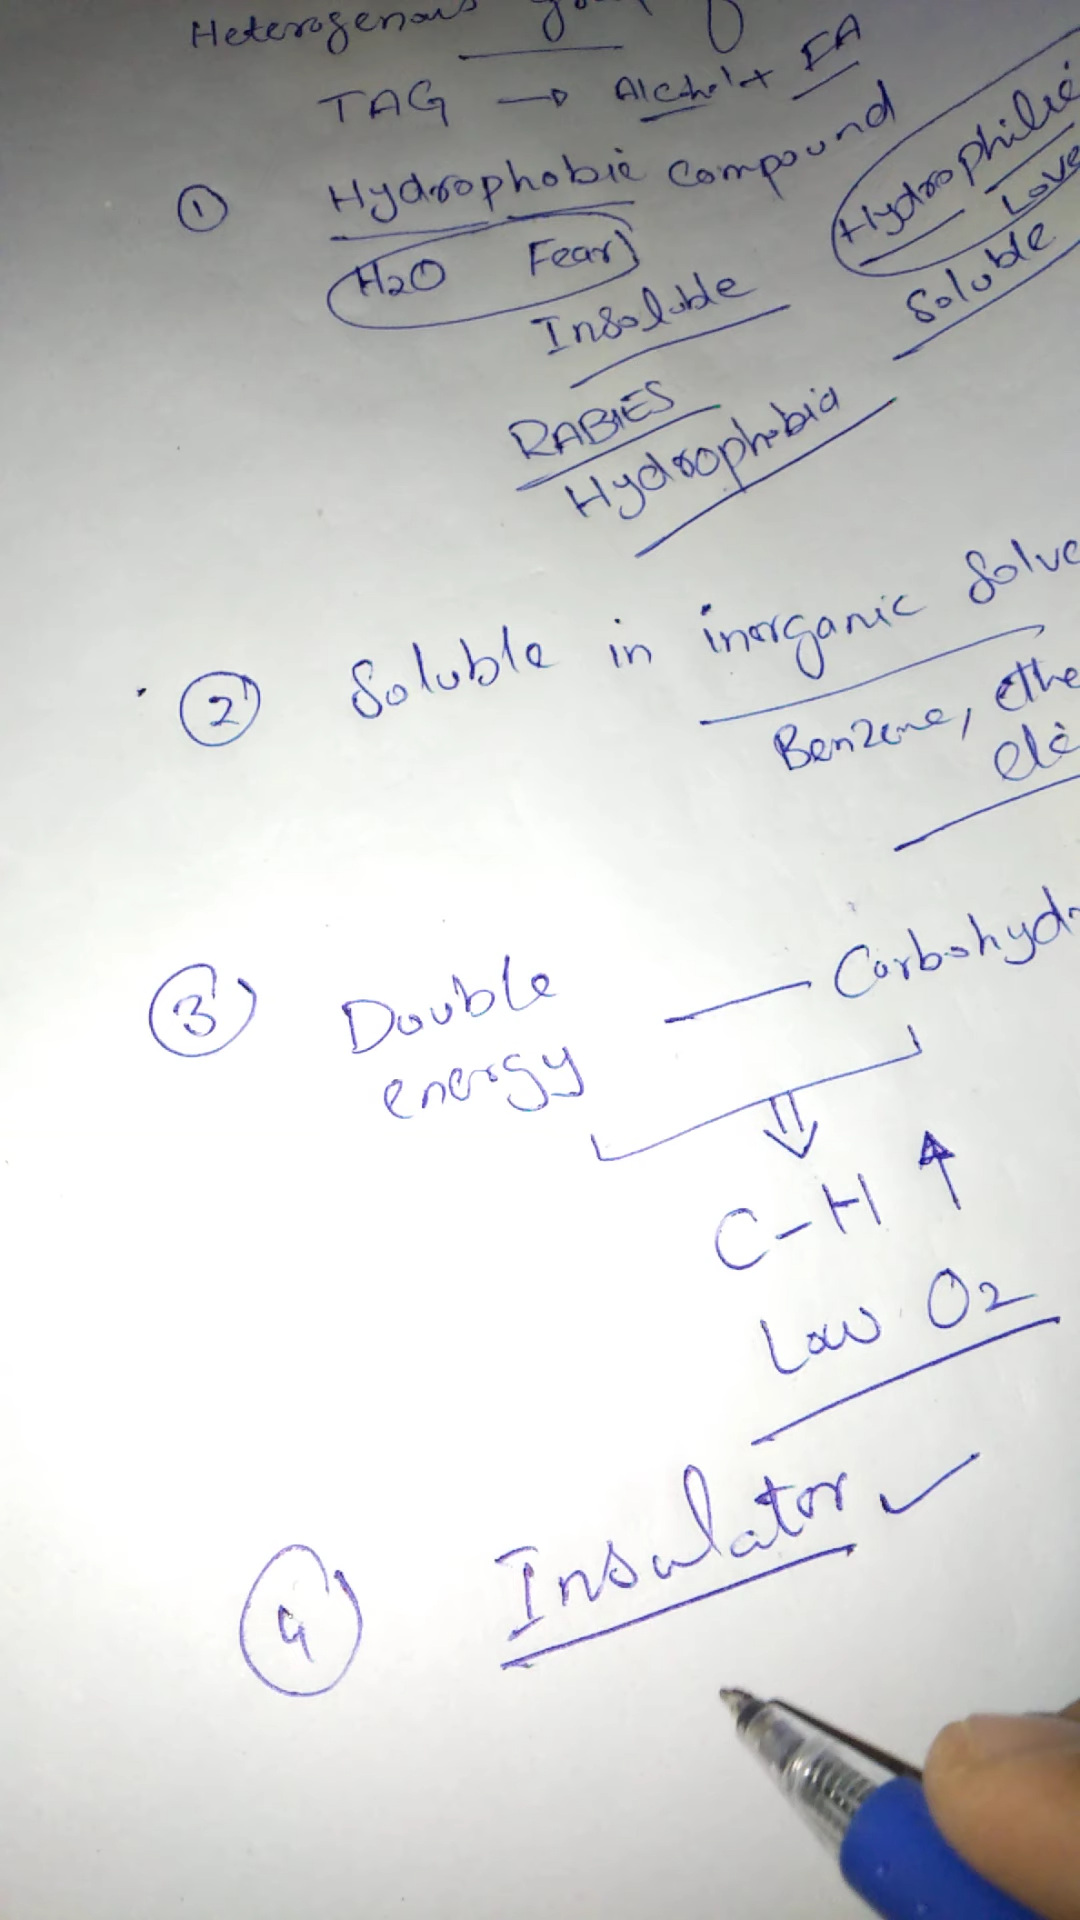 Heterogenous
TAG → Alcohol + FA
① Hydrophobic compound
H2O Fear
Insoluble
Hydrophilic
Love
Soluble
RABIES
Hydrophobia
② Soluble in inorganic
Benzene,
③ Double energy —
C-H ↑
Low O2
④ Insulator ✓